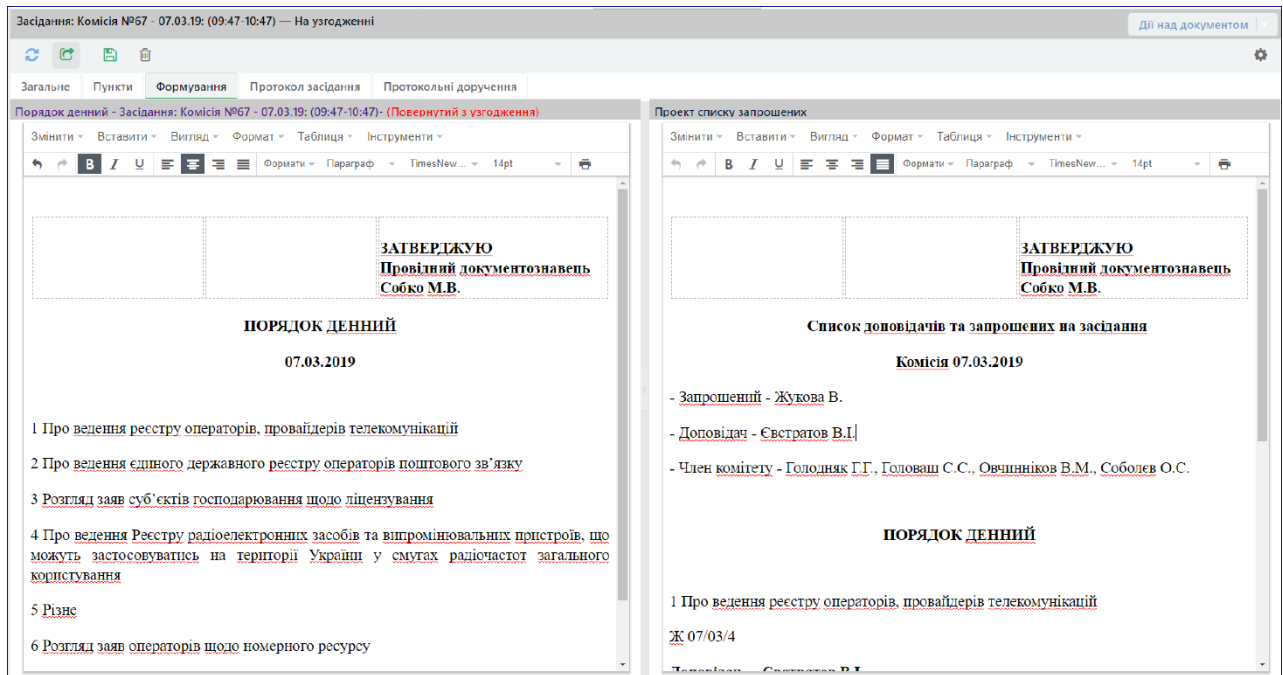 Засідання: Комісія №67 - 07.03.19: (09:47-10:47) — На узгодженні
Дії над документом
Загальне Пункти Формування Протокол засідання Протокольні доручення
Порядок денний - Засідання: Комісія №67 - 07.03.19: (09:47-10:47)- (Повернутий з узгодження)
Змінити Вставити Вигляд Формат Таблиця Інструменти
B I U Формати Параграф TimesNew... 14pt
ЗАТВЕРДЖУЮ
Провідний документознавець
Собко М.В.
ПОРЯДОК ДЕННИЙ
07.03.2019
1 Про ведення реєстру операторів, провайдерів телекомунікацій
2 Про ведення єдиного державного реєстру операторів поштового зв’язку
3 Розгляд заяв суб’єктів господарювання щодо ліцензування
4 Про ведення Реєстру радіоелектронних засобів та випромінювальних пристроїв, що
можуть застосовуватись на території України у смугах радіочастот загального
користування
5 Різне
6 Розгляд заяв операторів щодо номерного ресурсу
Проект списку запрошених
Змінити Вставити Вигляд Формат Таблиця Інструменти
B I U Формати Параграф TimesNew... 14pt
ЗАТВЕРДЖУЮ
Провідний документознавець
Собко М.В.
Список доповідачів та запрошених на засідання
Комісія 07.03.2019
- Запрошений - Жукова В.
- Доповідач - Євстратов В.І.
- Член комітету - Голодняк Г.Г., Головаш С.С., Овчинніков В.М., Соболєв О.С.
ПОРЯДОК ДЕННИЙ
1 Про ведення реєстру операторів, провайдерів телекомунікацій
Ж 07/03/4
Доповідач - Євстратов В.І.